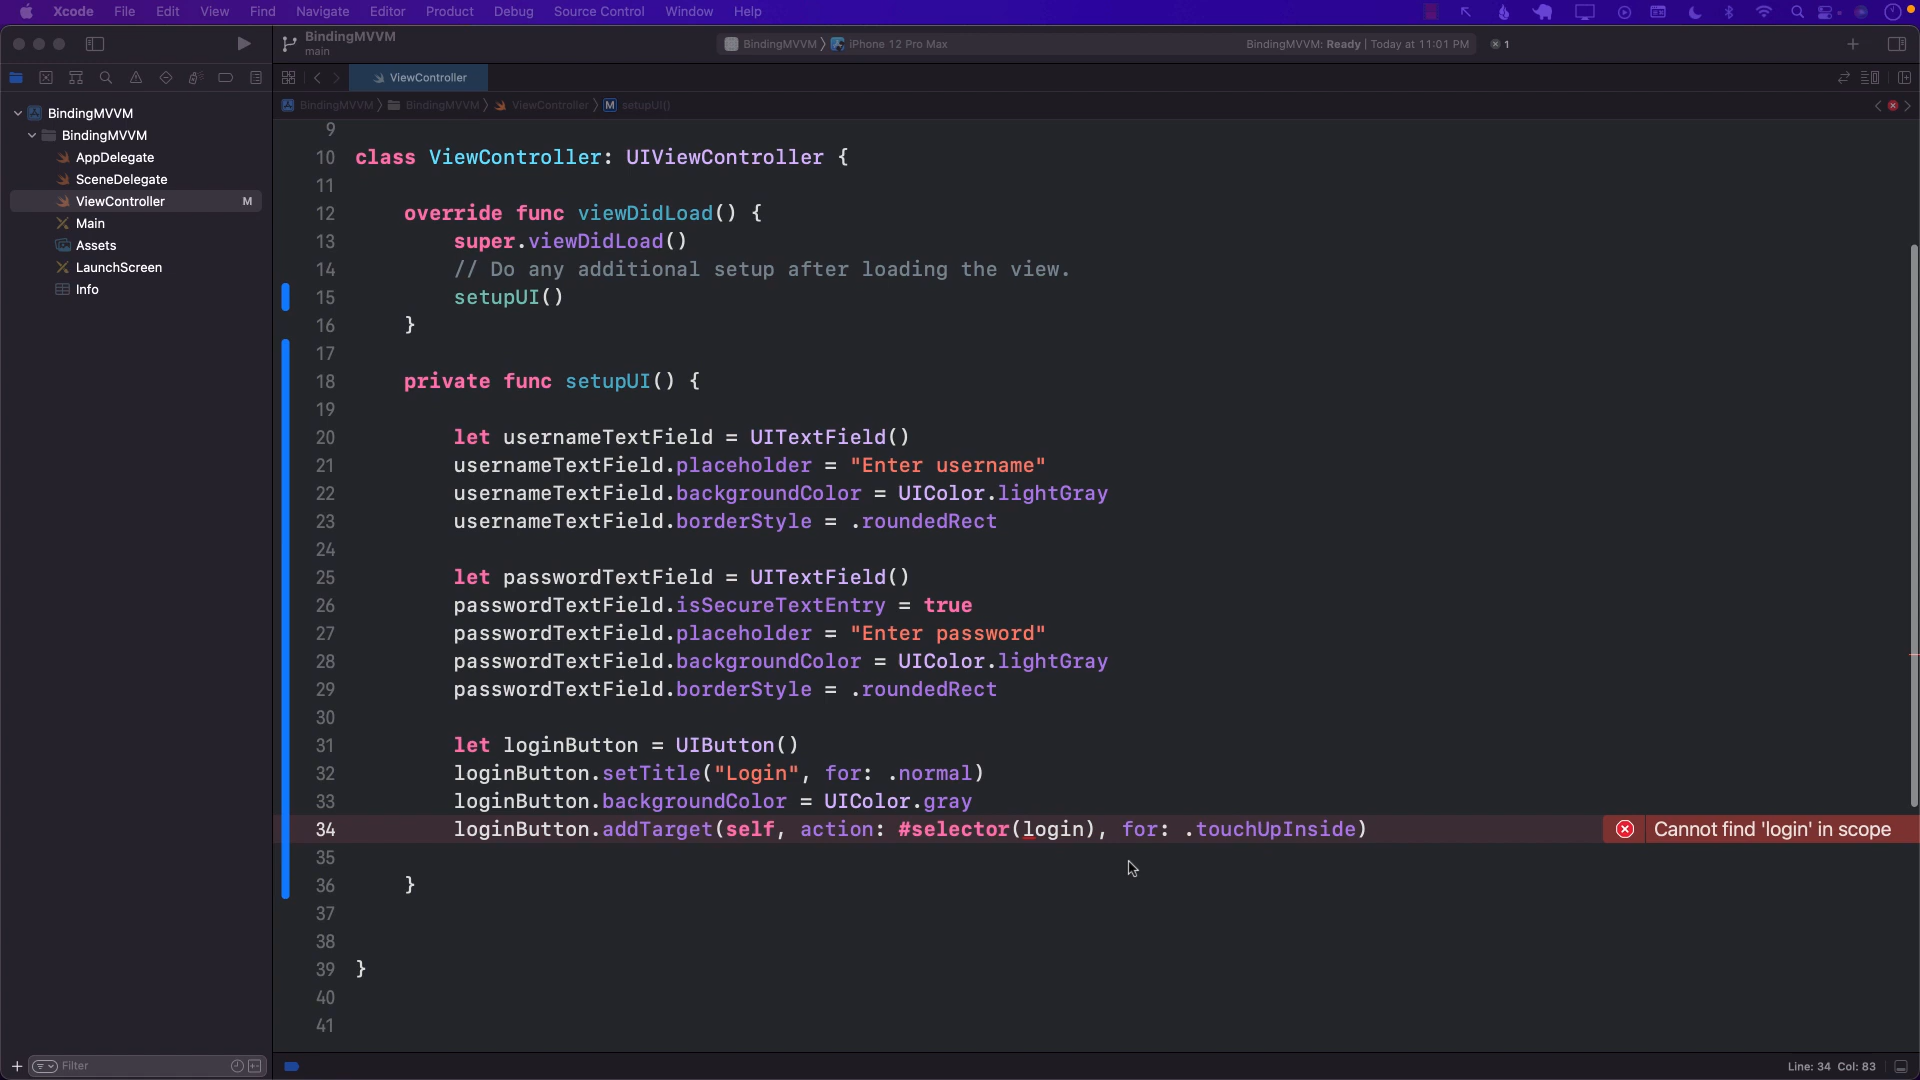 Xcode File Edit View Find Navigate Editor Product Debug Source Control Window Help
BindingMVVM
main
BindingMVVM iPhone 12 Pro Max
BindingMVVM: Ready | Today at 11:01 PM
1
ViewController
BindingMVVM BindingMVVM ViewController M setupUI()
BindingMVVM
BindingMVVM
AppDelegate
SceneDelegate
ViewController M
Main
Assets
LaunchScreen
Info
9
10 class ViewController: UIViewController {
11
12 override func viewDidLoad() {
13 super.viewDidLoad()
14 // Do any additional setup after loading the view.
15 setupUI()
16 }
17
18 private func setupUI() {
19
20 let usernameTextField = UITextField()
21 usernameTextField.placeholder = "Enter username"
22 usernameTextField.backgroundColor = UIColor.lightGray
23 usernameTextField.borderStyle = .roundedRect
24
25 let passwordTextField = UITextField()
26 passwordTextField.isSecureTextEntry = true
27 passwordTextField.placeholder = "Enter password"
28 passwordTextField.backgroundColor = UIColor.lightGray
29 passwordTextField.borderStyle = .roundedRect
30
31 let loginButton = UIButton()
32 loginButton.setTitle("Login", for: .normal)
33 loginButton.backgroundColor = UIColor.gray
34 loginButton.addTarget(self, action: #selector(login), for: .touchUpInside) Cannot find 'login' in scope
35
36 }
37
38
39 }
40
41
Filter
Line: 34 Col: 83